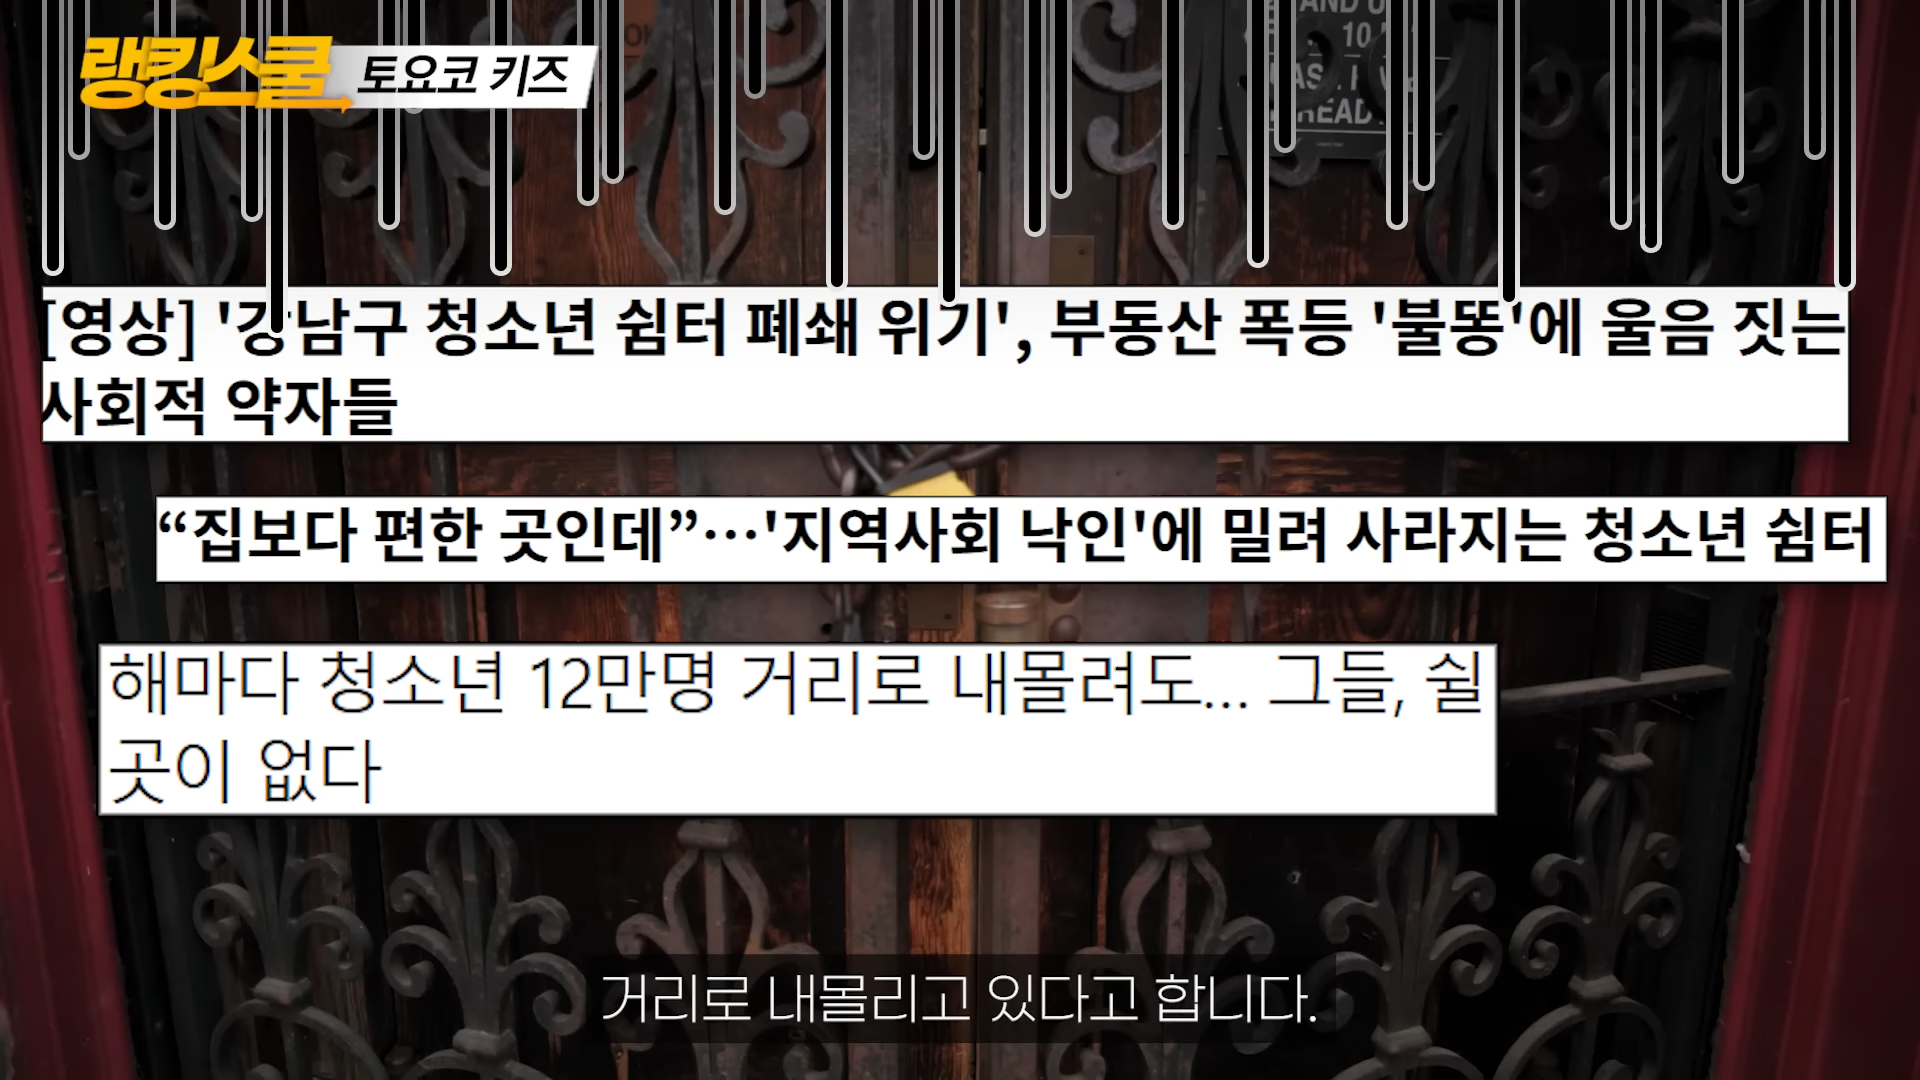 랭킹스쿨 토요코 키즈
AND U
10
READ
[영상] '강남구 청소년 쉼터 폐쇄 위기', 부동산 폭등 '불똥'에 울음 짓는
사회적 약자들
“집보다 편한 곳인데”…'지역사회 낙인'에 밀려 사라지는 청소년 쉼터
해마다 청소년 12만명 거리로 내몰려도... 그들, 쉴
곳이 없다
거리로 내몰리고 있다고 합니다.